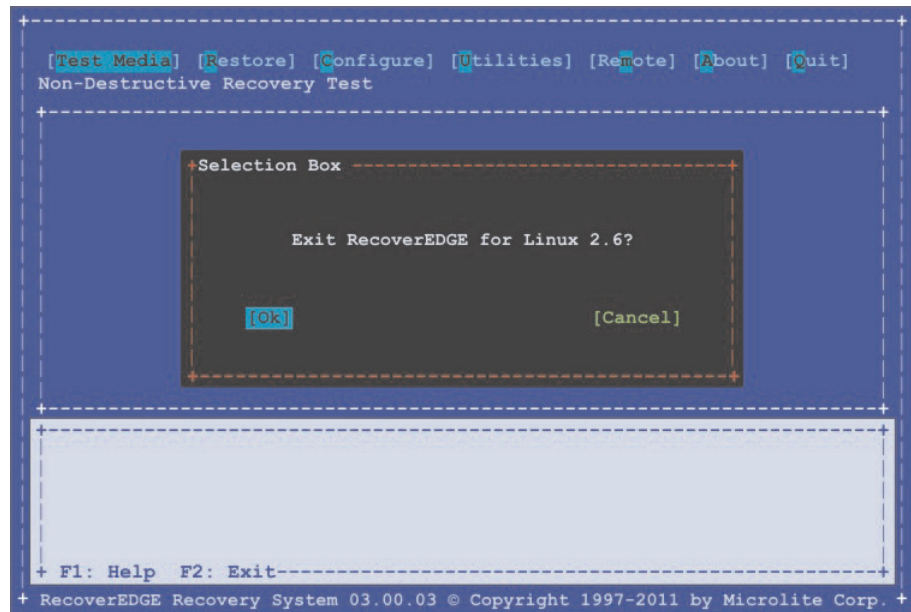 [Test Media] [Restore] [Configure] [Utilities] [Remote] [About] [Quit]
Non-Destructive Recovery Test
Selection Box
Exit RecoverEDGE for Linux 2.6?
[Ok] [Cancel]
F1: Help F2: Exit
RecoverEDGE Recovery System 03.00.03 © Copyright 1997-2011 by Microlite Corp.